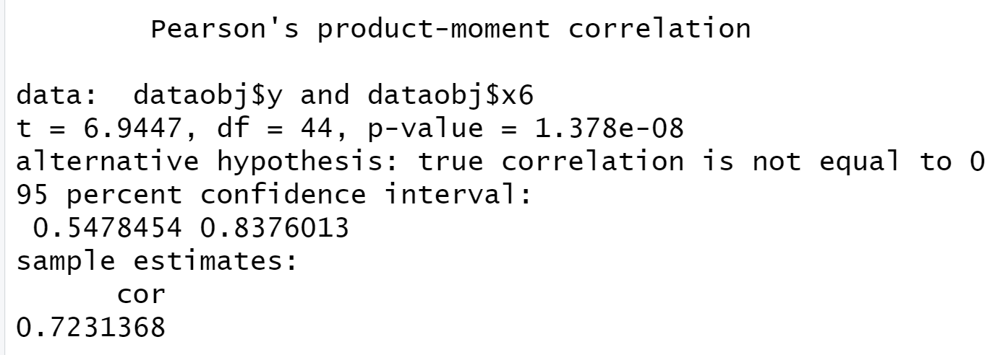 Pearson's product-moment correlation
data:  dataobj$y and dataobj$x6
t = 6.9447, df = 44, p-value = 1.378e-08
alternative hypothesis: true correlation is not equal to 0
95 percent confidence interval:
 0.5478454 0.8376013
sample estimates:
      cor
0.7231368